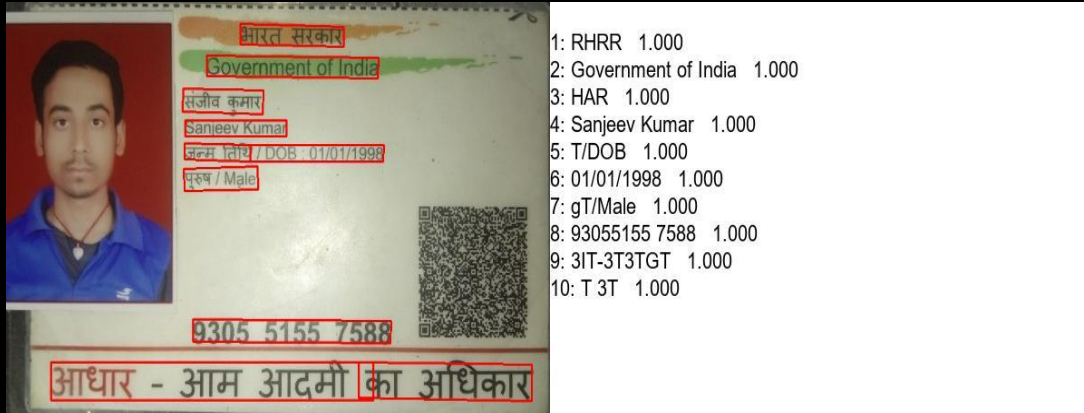 भारत सरकार
Government of India
संजीव कुमार
Sanjeev Kumar
जन्म तिथि / DOB : 01/01/1998
पुरुष / Male
9305 5155 7588
आधार - आम आदमी का अधिकार
1: RHRR 1.000
2: Government of India 1.000
3: HAR 1.000
4: Sanjeev Kumar 1.000
5: T/DOB 1.000
6: 01/01/1998 1.000
7: gT/Male 1.000
8: 93055155 7588 1.000
9: 3IT-3T3TGT 1.000
10: T 3T 1.000